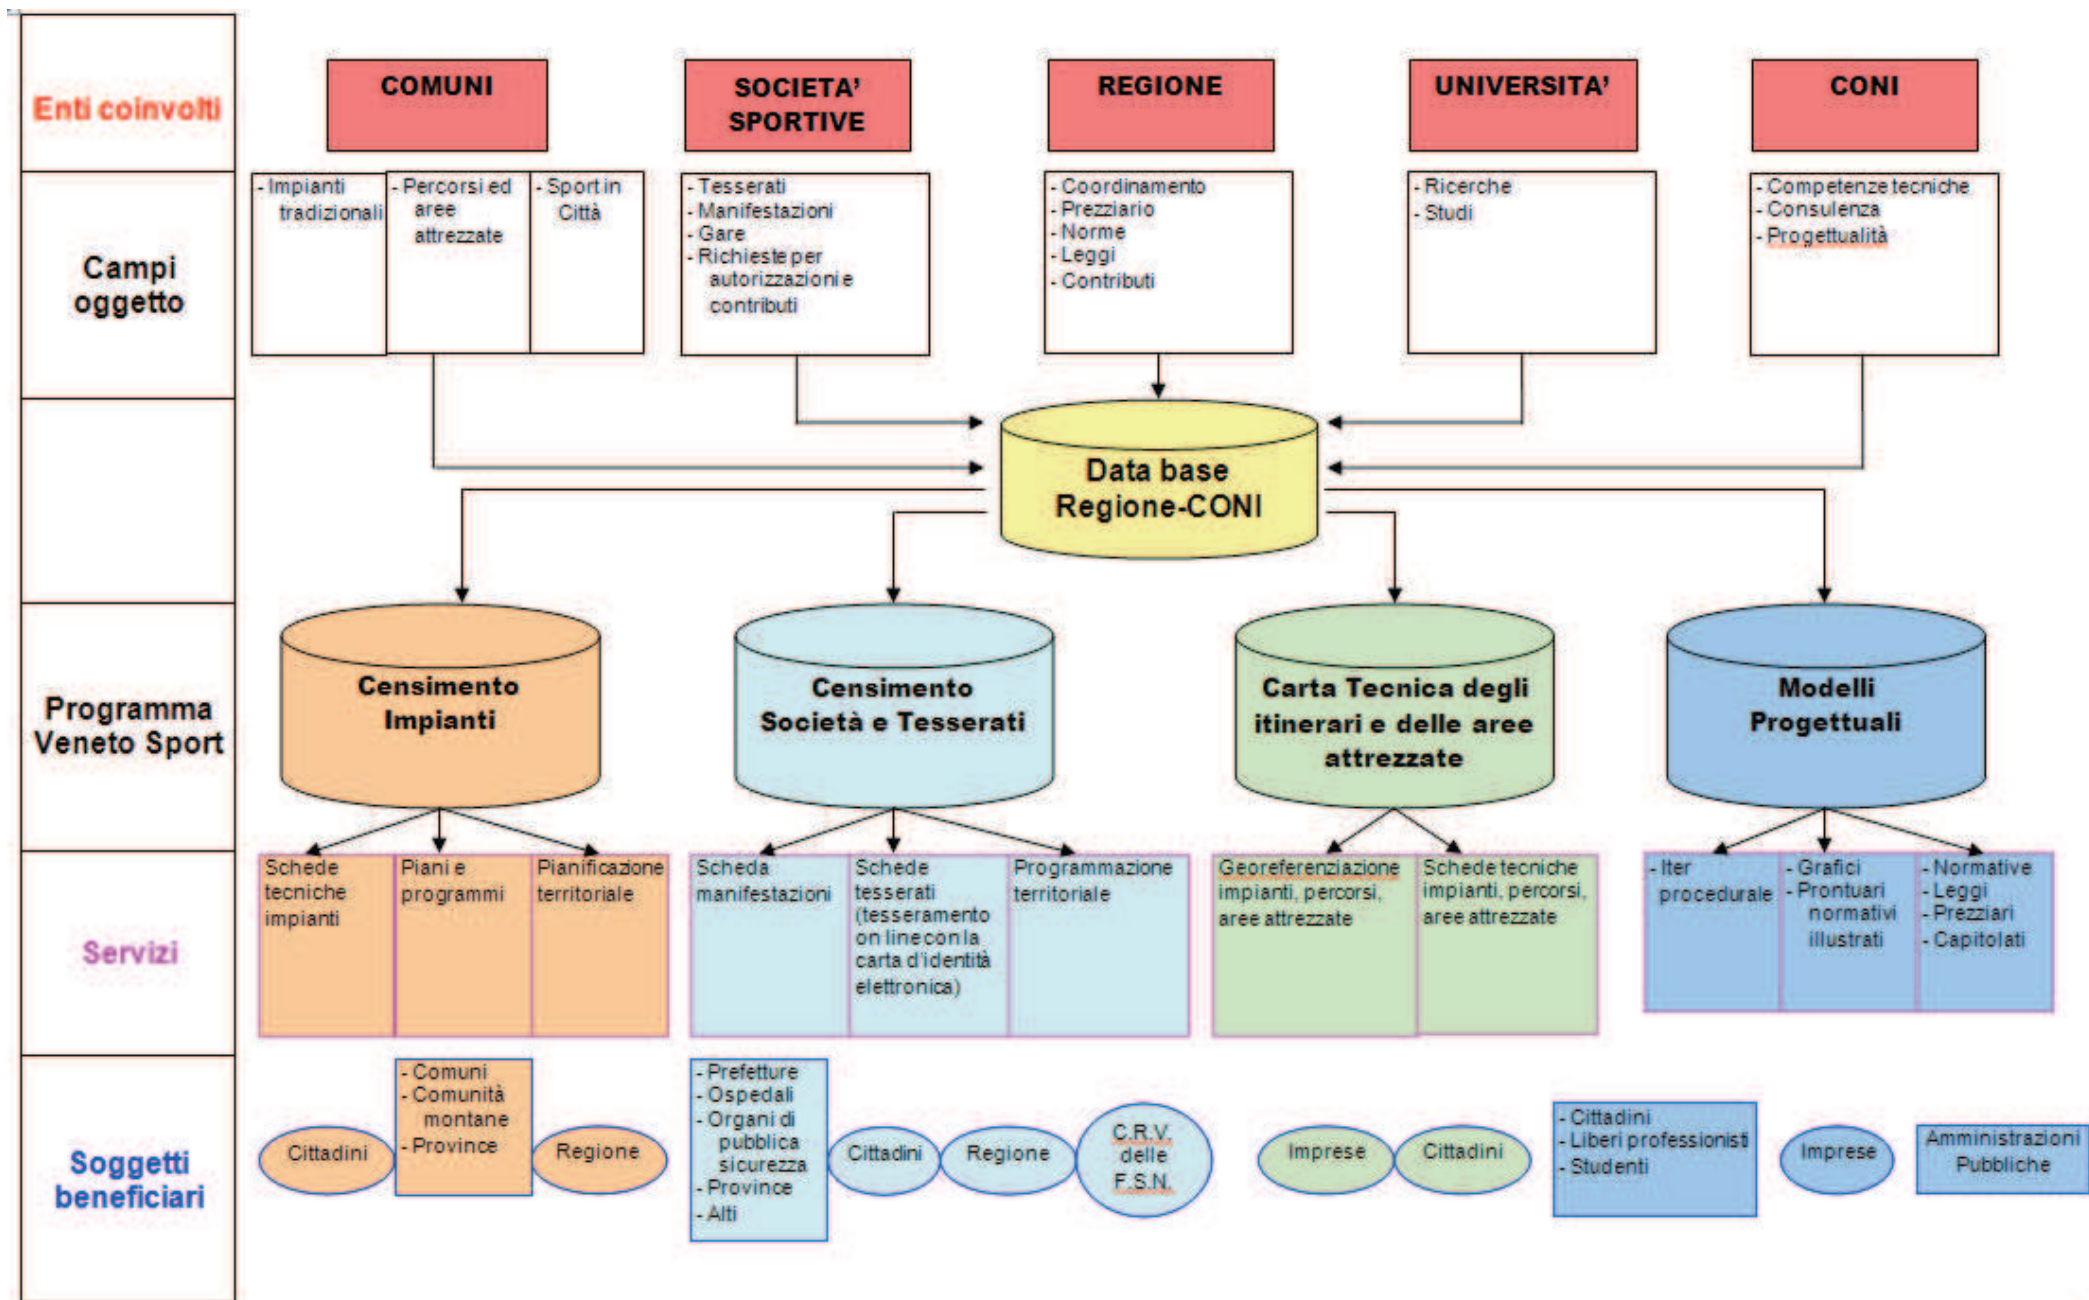 Enti coinvolti
COMUNI
SOCIETA'
SPORTIVE
REGIONE
UNIVERSITA'
CONI
Campi
oggetto
- Impianti
tradizionali
- Percorsi ed
aree
attrezzate
- Sport in
Città
- Tesserati
- Manifestazioni
- Gare
- Richieste per
autorizzazioni e
contributi
- Coordinamento
- Prezziario
- Norme
- Leggi
- Contributi
- Ricerche
- Studi
- Competenze tecniche
- Consulenza
- Progettualità
Data base
Regione-CONI
Programma
Veneto Sport
Censimento
Impianti
Censimento
Società e Tesserati
Carta Tecnica degli
itinerari e delle aree
attrezzate
Modelli
Progettuali
Servizi
Schede
tecniche
impianti
Piani e
programmi
Pianificazione
territoriale
Scheda
manifestazioni
Schede
tesserati
(tesseramento
on line con la
carta d'identità
elettronica)
Programmazione
territoriale
Georeferenziazione
impianti, percorsi,
aree attrezzate
Schede tecniche
impianti, percorsi,
aree attrezzate
- Iter
procedurale
- Grafici
- Prontuari
normativi
illustrati
- Normative
- Leggi
- Prezziari
- Capitolati
Soggetti
beneficiari
Cittadini
- Comuni
- Comunità
montane
- Province
Regione
- Prefetture
- Ospedali
- Organi di
pubblica
sicurezza
- Province
- Alti
Cittadini
Regione
C.R.V.
delle
F.S.N.
Imprese
Cittadini
- Cittadini
- Liberi professionisti
- Studenti
Imprese
Amministrazioni
Pubbliche